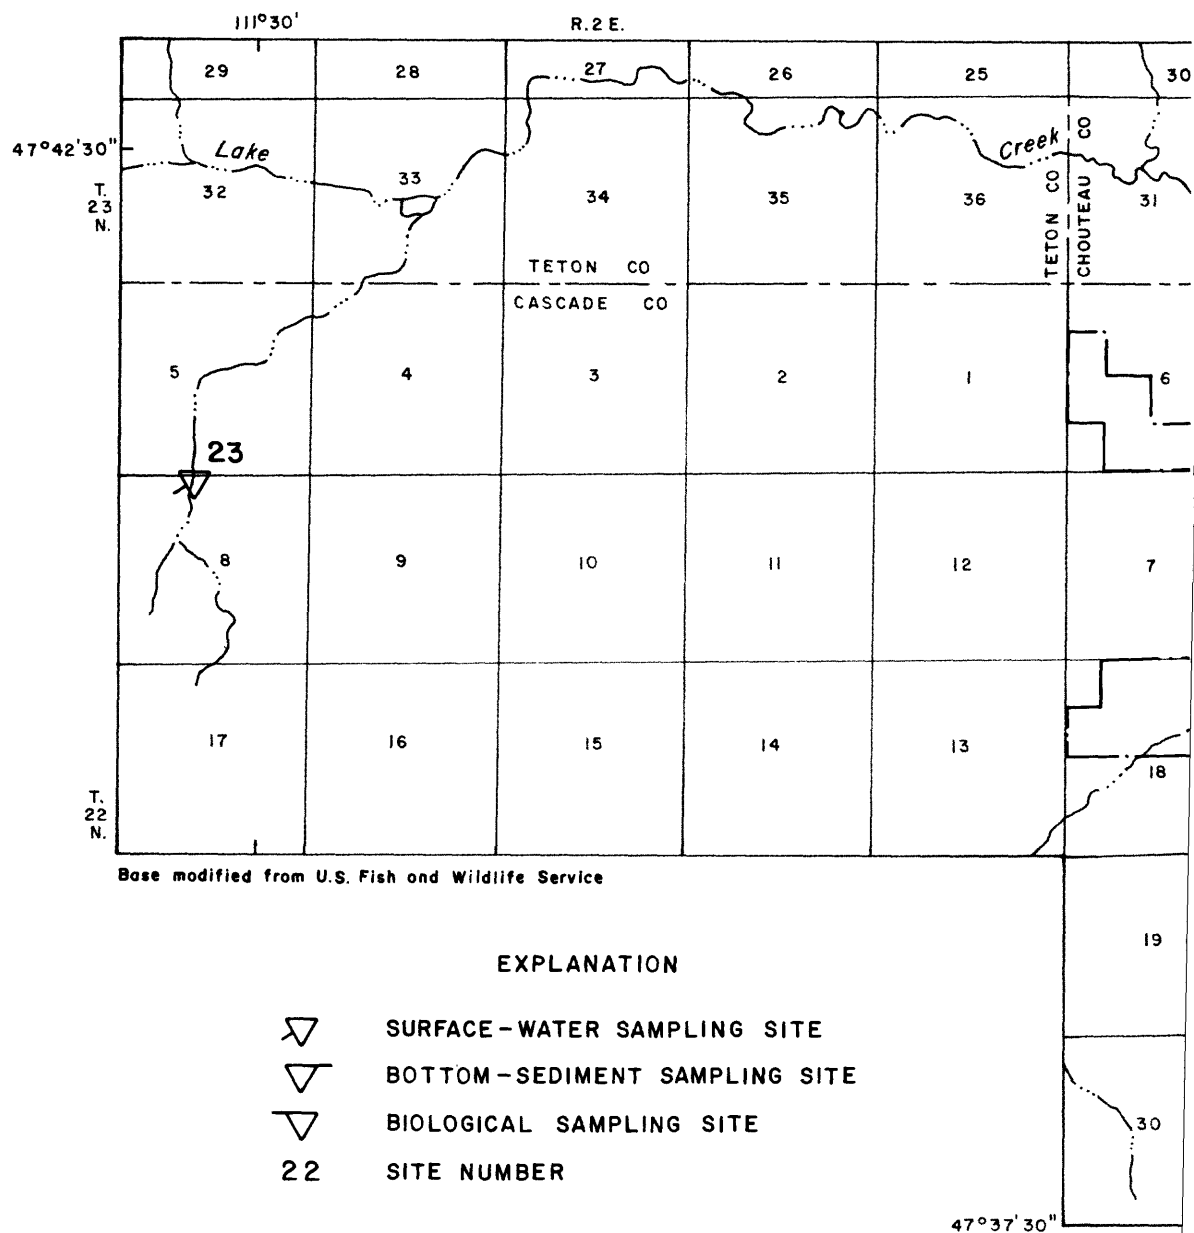 111°30'
R.2 E.
29
28
27
26
25
30
47°42'30"
Lake
Creek
T.
23
N.
32
33
34
35
36
31
TETON CO
CHOUTEAU CO
TETON CO
CASCADE CO
5
4
3
2
1
6
23
8
9
10
11
12
7
17
16
15
14
13
18
T.
22
N.
Base modified from U.S. Fish and Wildlife Service
19
EXPLANATION
SURFACE-WATER SAMPLING SITE
BOTTOM-SEDIMENT SAMPLING SITE
BIOLOGICAL SAMPLING SITE
22 SITE NUMBER
30
47°37'30"